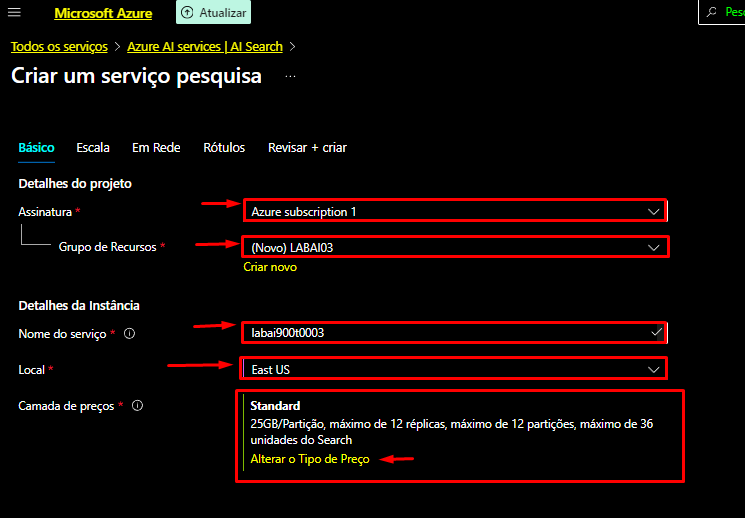 Microsoft Azure
Atualizar
Todos os serviços > Azure AI services | AI Search >
Criar um serviço pesquisa ...
Básico Escala Em Rede Rótulos Revisar + criar
Detalhes do projeto
Assinatura * Azure subscription 1
Grupo de Recursos * (Novo) LABAI03
Criar novo
Detalhes da Instância
Nome do serviço * labai900t0003
Local * East US
Camada de preços * Standard
25GB/Partição, máximo de 12 réplicas, máximo de 12 partições, máximo de 36
unidades do Search
Alterar o Tipo de Preço